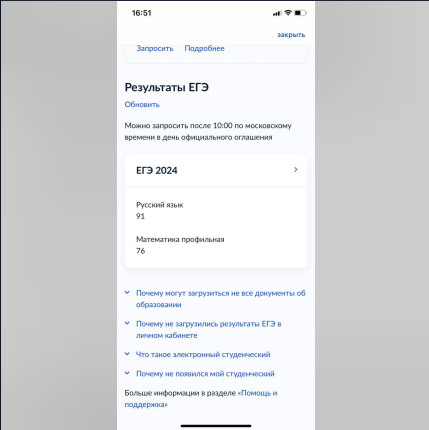 16:51
закрыть
Запросить Подробнее
Результаты ЕГЭ
Обновить
Можно запросить после 10:00 по московскому
времени в день официального оглашения
ЕГЭ 2024
Русский язык
91
Математика профильная
76
Почему могут загрузиться не все документы об
образовании
Почему не загрузились результаты ЕГЭ в
личном кабинете
Что такое электронный студенческий
Почему не появился мой студенческий
Больше информации в разделе «Помощь и
поддержка»